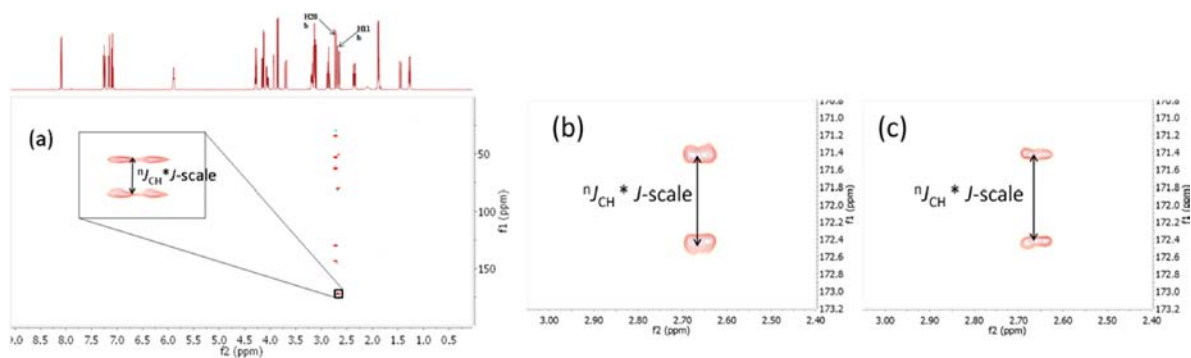 H20
b
H11
b
(a)
ⁿJCH*J-scale
50
100
150
f1 (ppm)
9.0 8.5 8.0 7.5 7.0 6.5 6.0 5.5 5.0 4.5 4.0 3.5 3.0 2.5 2.0 1.5 1.0 0.5
f2 (ppm)
(b)
ⁿJCH * J-scale
170.8
171.0
171.2
171.4
171.6
171.8
172.0
172.2
172.4
172.6
172.8
173.0
173.2
f1 (ppm)
3.00 2.90 2.80 2.70 2.60 2.50 2.40
f2 (ppm)
(c)
ⁿJCH * J-scale
170.8
171.0
171.2
171.4
171.6
171.8
172.0
172.2
172.4
172.6
172.8
173.0
173.2
f1 (ppm)
3.00 2.90 2.80 2.70 2.60 2.50 2.40
f2 (ppm)